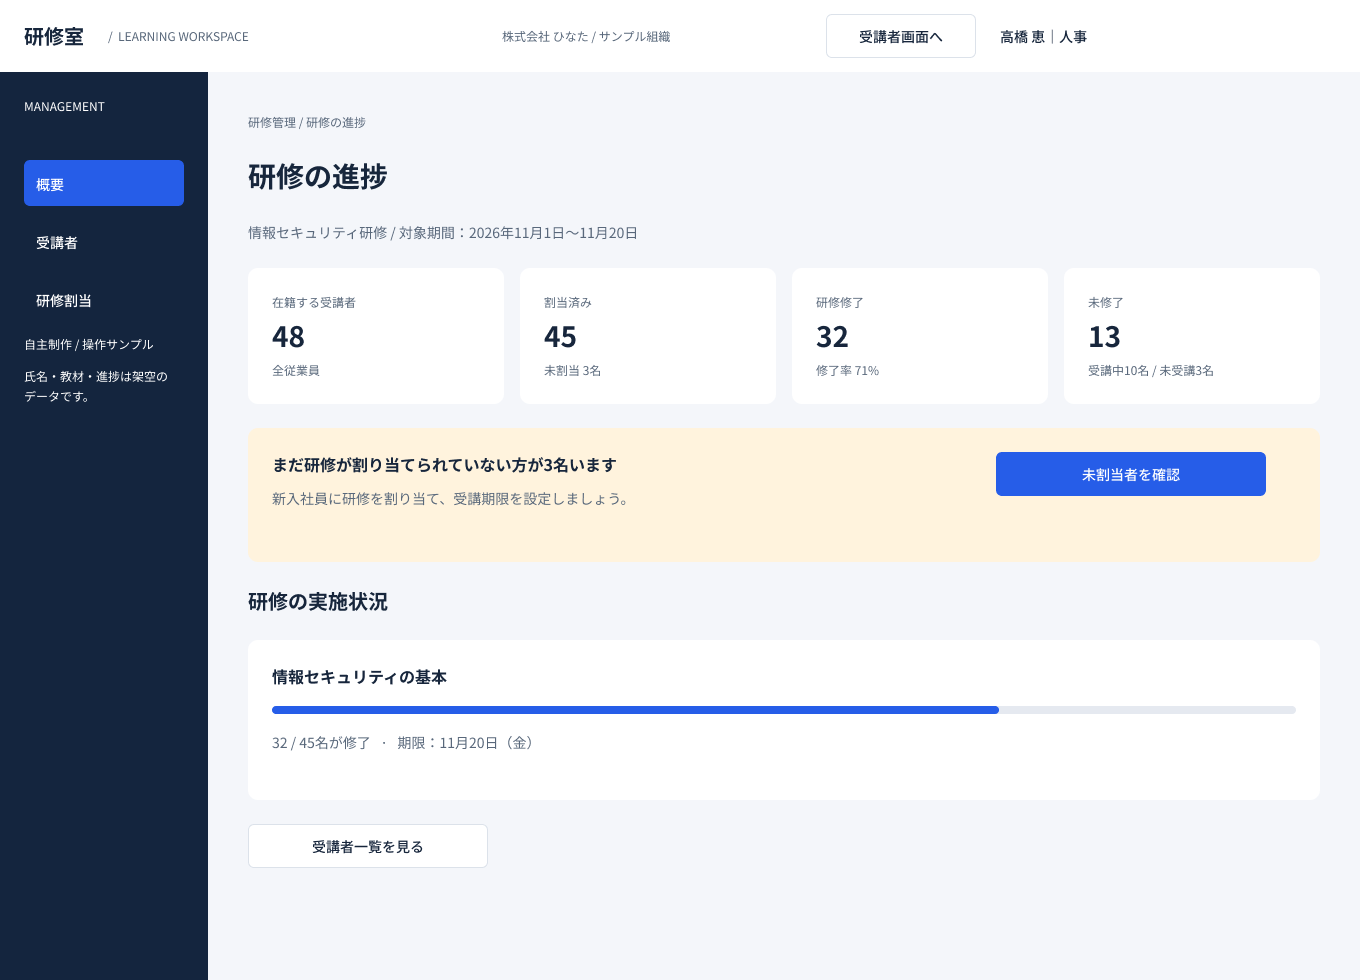 研修室
/ LEARNING WORKSPACE
株式会社 ひなた / サンプル組織
受講者画面へ
高橋 恵｜人事
MANAGEMENT
概要
受講者
研修割当
自主制作 / 操作サンプル
氏名・教材・進捗は架空の
データです。
研修管理 / 研修の進捗
研修の進捗
情報セキュリティ研修 / 対象期間：2026年11月1日〜11月20日
在籍する受講者
48
全従業員
割当済み
45
未割当 3名
研修修了
32
修了率 71%
未修了
13
受講中10名 / 未受講3名
まだ研修が割り当てられていない方が3名います
新入社員に研修を割り当て、受講期限を設定しましょう。
未割当者を確認
研修の実施状況
情報セキュリティの基本
32 / 45名が修了 · 期限：11月20日（金）
受講者一覧を見る